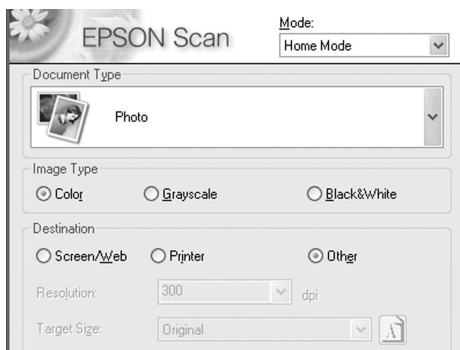 EPSON Scan
Mode:
Home Mode
Document Type
Photo
Image Type
Color Grayscale Black&White
Destination
Screen/Web Printer Other
Resolution: 300 dpi
Target Size: Original A